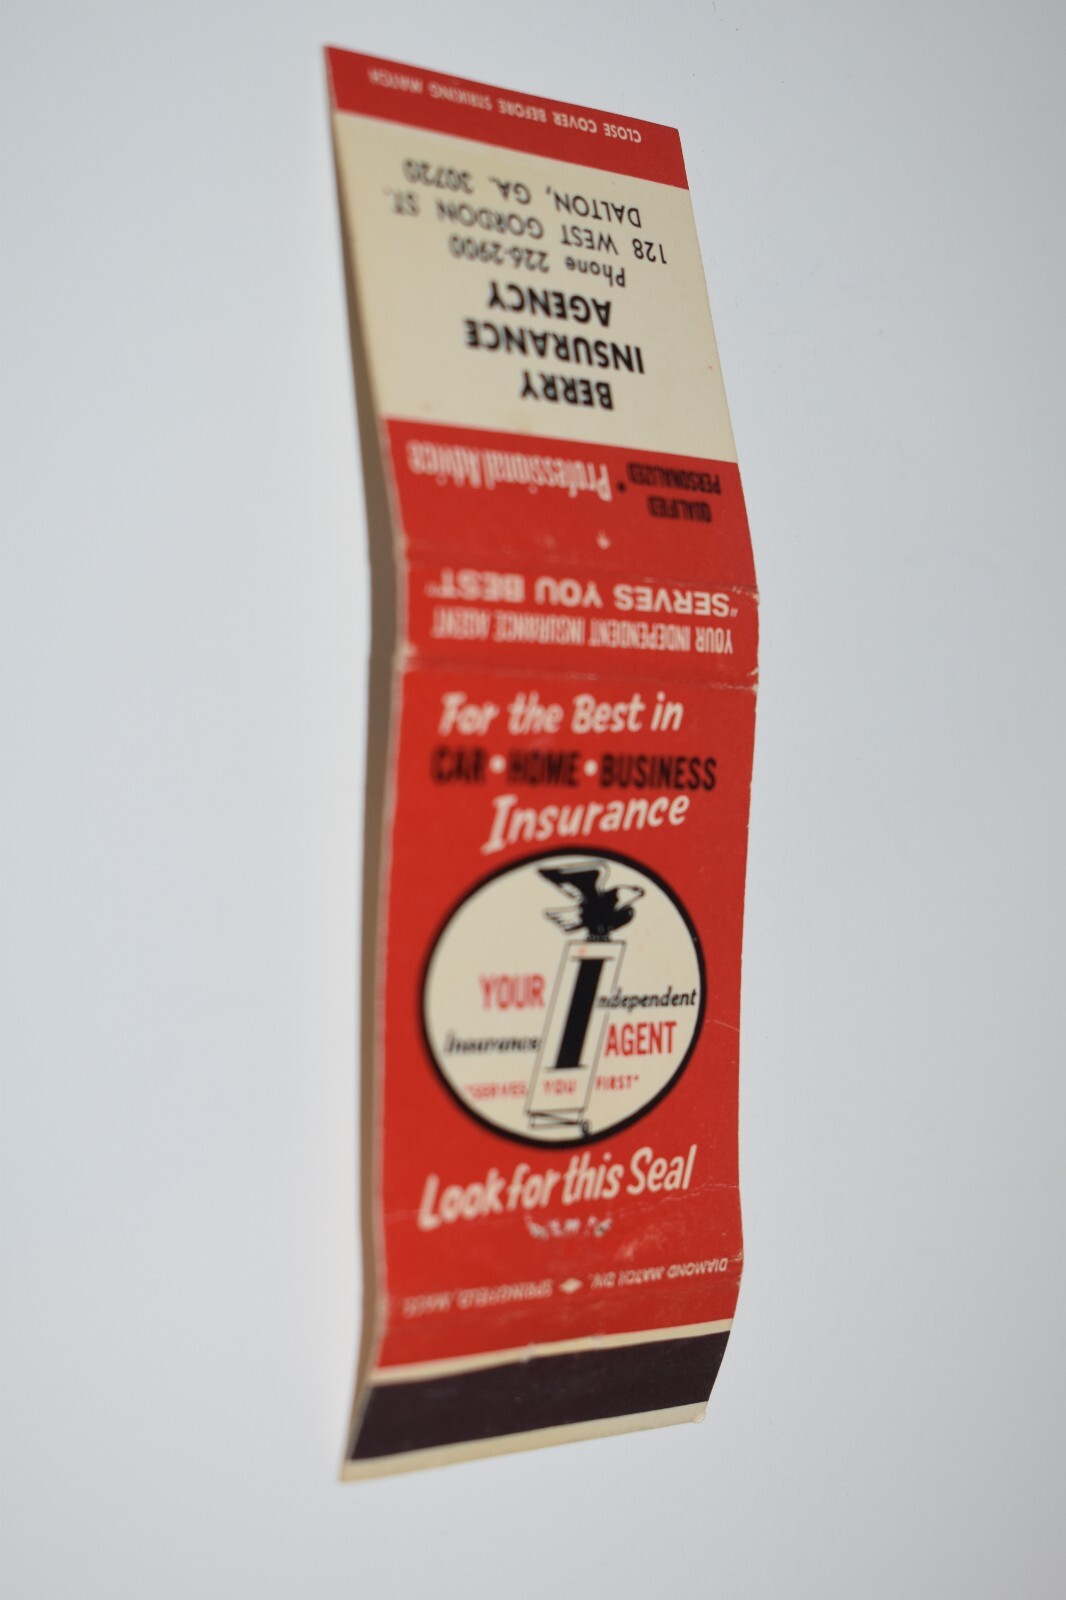 CLOSE COVER BEFORE STRIKING MATCH
BERRY
INSURANCE
AGENCY
Phone 226-2900
128 WEST GORDON ST.
DALTON, GA. 30720
QUALIFIED
PERSONALIZED * Professional Advice
YOUR INDEPENDENT INSURANCE AGENT
"SERVES YOU BEST"
For the Best in
CAR • HOME • BUSINESS
Insurance
YOUR Independent
Insurance AGENT
"SERVES YOU FIRST"
Look for this Seal
DIAMOND MATCH DIV. SPRINGFIELD, MASS.